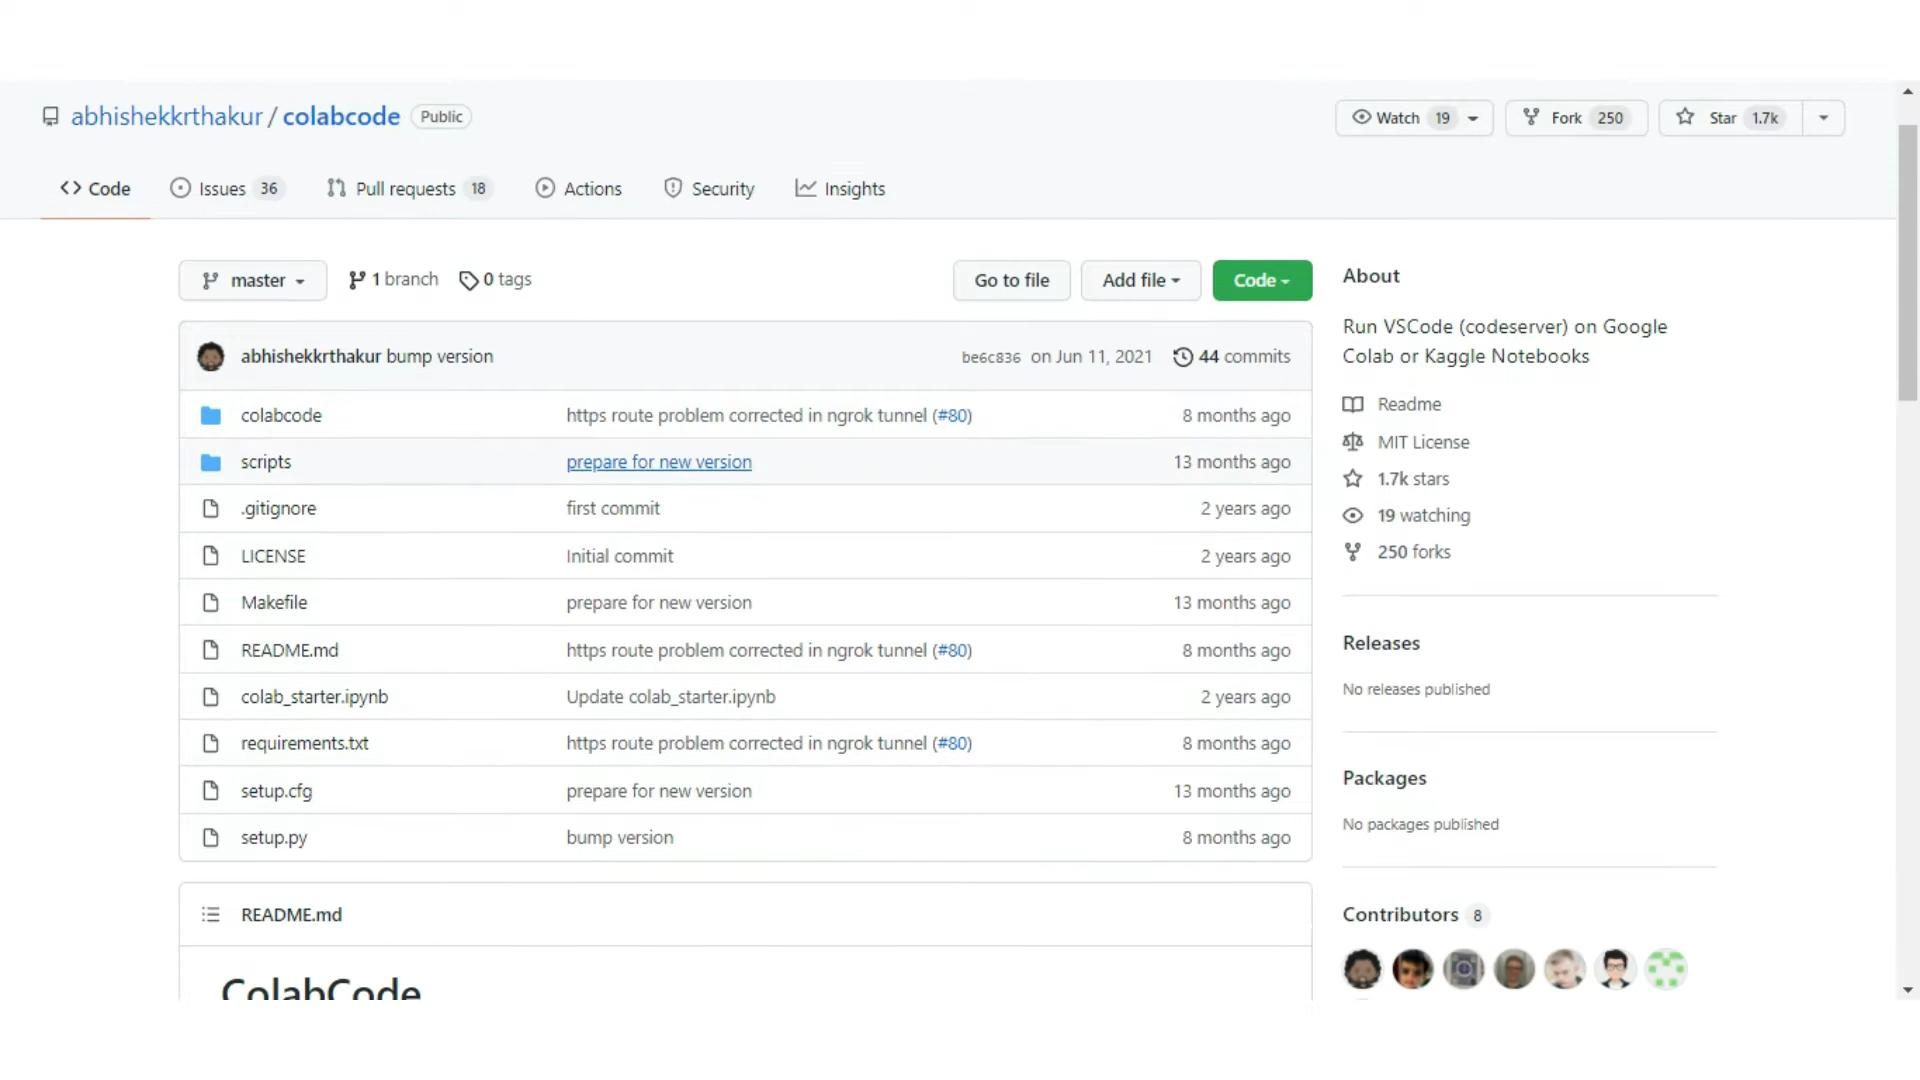 abhishekkrthakur / colabcode Public
Watch 19 Fork 250 Star 1.7k
Code Issues 36 Pull requests 18 Actions Security Insights
master 1 branch 0 tags Go to file Add file Code
abhishekkrthakur bump version be6c836 on Jun 11, 2021 44 commits
colabcode https route problem corrected in ngrok tunnel (#80) 8 months ago
scripts prepare for new version 13 months ago
.gitignore first commit 2 years ago
LICENSE Initial commit 2 years ago
Makefile prepare for new version 13 months ago
README.md https route problem corrected in ngrok tunnel (#80) 8 months ago
colab_starter.ipynb Update colab_starter.ipynb 2 years ago
requirements.txt https route problem corrected in ngrok tunnel (#80) 8 months ago
setup.cfg prepare for new version 13 months ago
setup.py bump version 8 months ago
README.md
ColabCode
About
Run VSCode (codeserver) on Google
Colab or Kaggle Notebooks
Readme
MIT License
1.7k stars
19 watching
250 forks
Releases
No releases published
Packages
No packages published
Contributors 8